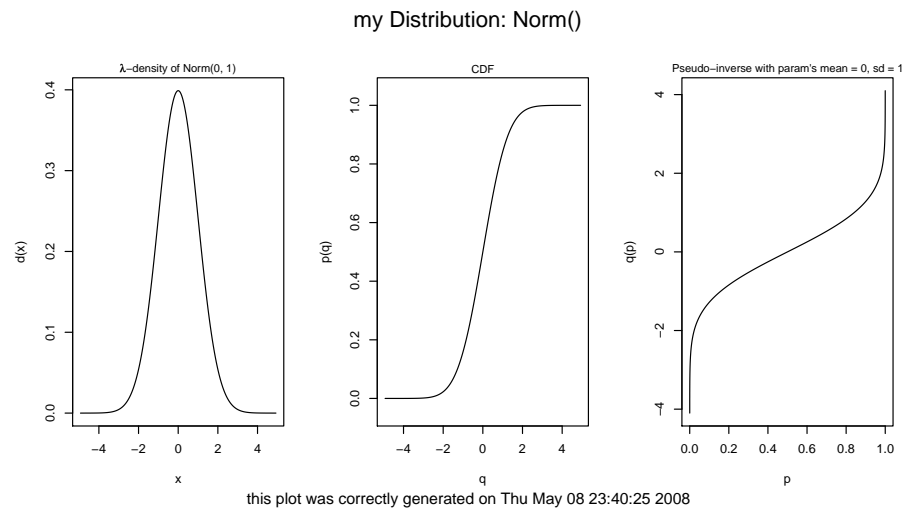 my Distribution: Norm()
λ−density of Norm(0, 1)
d(x)
0.4
0.3
0.2
0.1
0.0
−4 −2 0 2 4
x
CDF
p(q)
1.0
0.8
0.6
0.4
0.2
0.0
−4 −2 0 2 4
q
Pseudo−inverse with param's mean = 0, sd = 1
q(p)
4
2
0
−2
−4
0.0 0.2 0.4 0.6 0.8 1.0
p
this plot was correctly generated on Thu May 08 23:40:25 2008